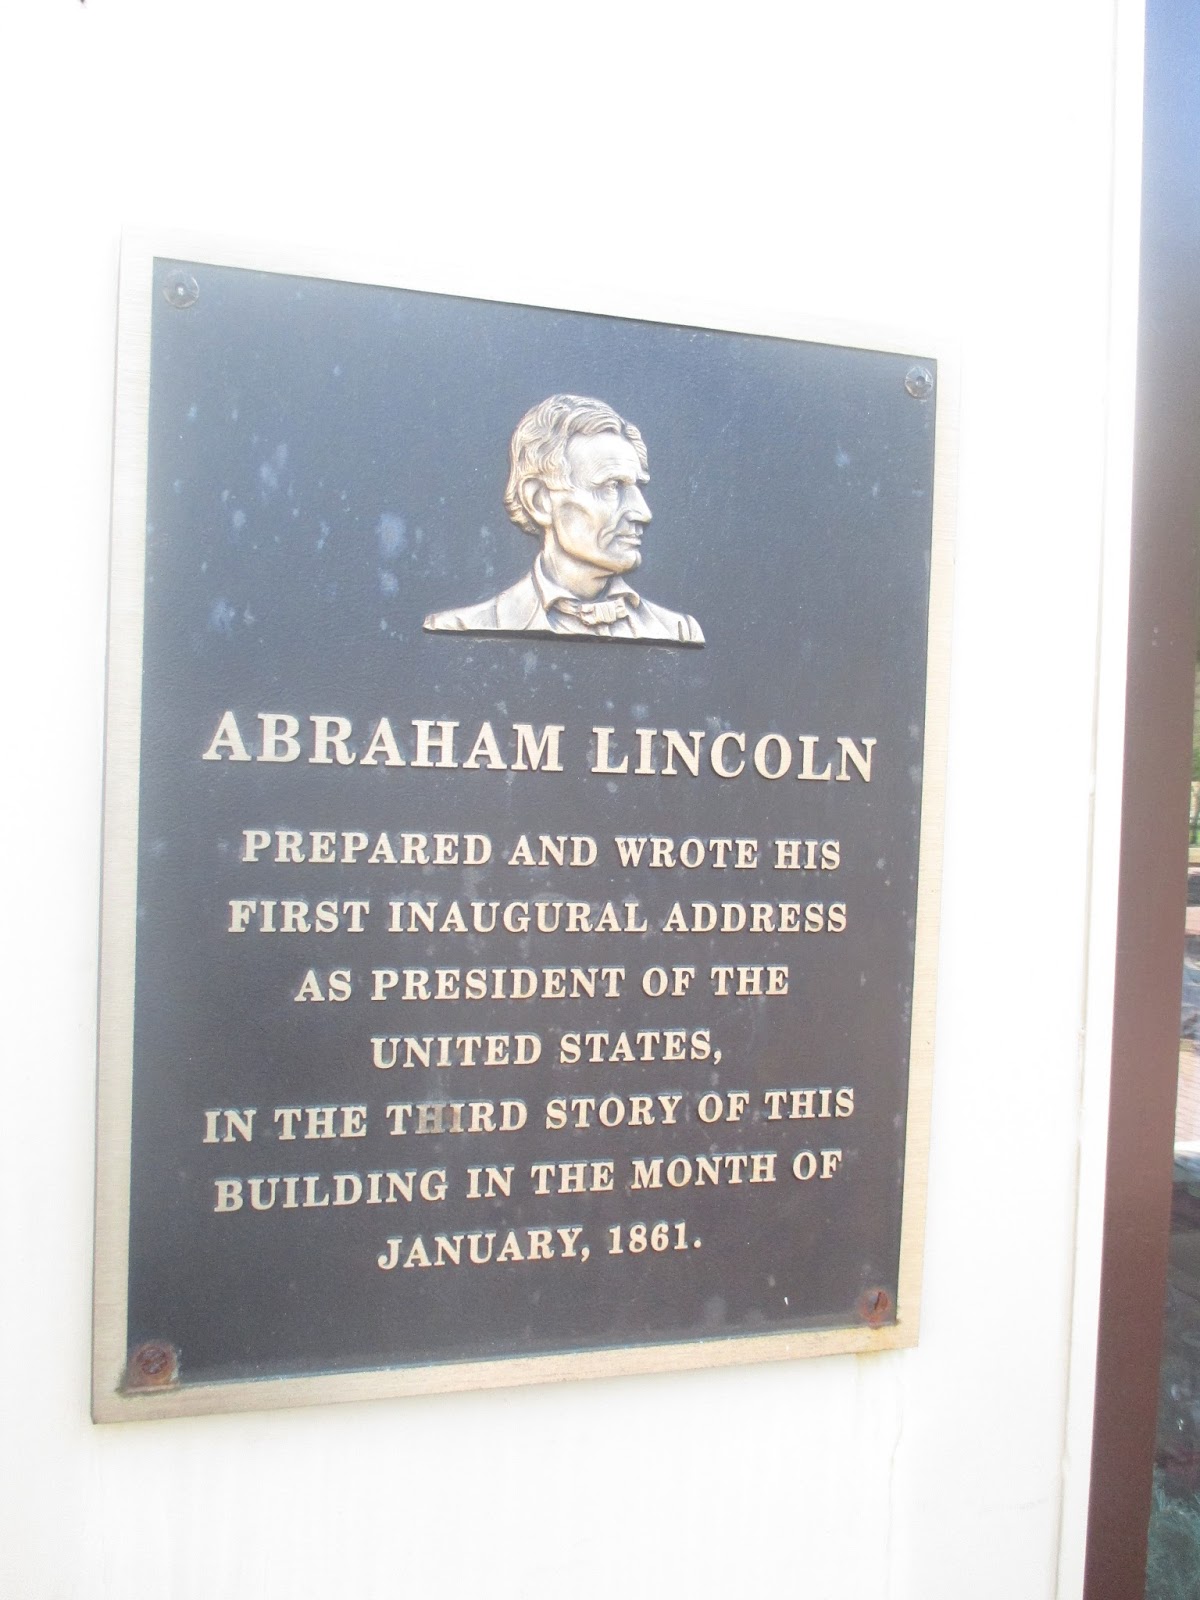 ABRAHAM LINCOLN
PREPARED AND WROTE HIS
FIRST INAUGURAL ADDRESS
AS PRESIDENT OF THE
UNITED STATES,
IN THE THIRD STORY OF THIS
BUILDING IN THE MONTH OF
JANUARY, 1861.